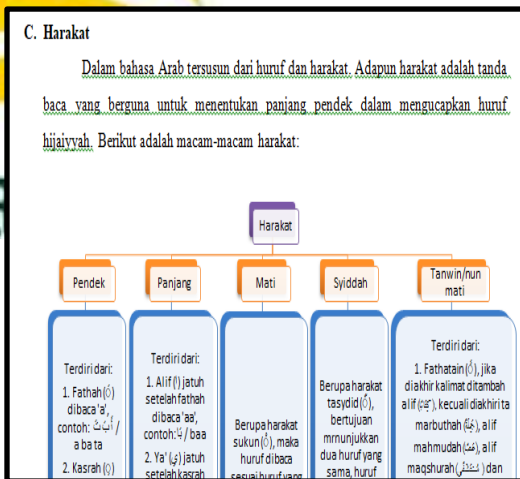 C. Harakat
Dalam bahasa Arab tersusun dari huruf dan harakat. Adapun harakat adalah tanda
baca yang berguna untuk menentukan panjang pendek dalam mengucapkan huruf
hijaiyyah. Berikut adalah macam-macam harakat:
Harakat
Pendek
Panjang
Mati
Syiddah
Tanwin/nun
mati
Terdiri dari:
1. Fathah (َ)
dibaca 'a',
contoh: أَ بَ تَ /
a ba ta
2. Kasrah (ِ)
Terdiri dari:
1. Alif (ا) jatuh
setelah fathah
dibaca 'aa',
contoh: بَا / baa
2. Ya' (ي) jatuh
setelah kasrah
Berupa harakat
sukun (ْ), maka
huruf dibaca
sesuai huruf yang
Berupa harakat
tasydid (ّ),
bertujuan
mrnunjukkan
dua huruf yang
sama, huruf
Terdiri dari:
1. Fathatain (ً), jika
diakhir kalimat ditambah
alif, kecuali diakhiri ta
marbuthah, alif
mahmudah, alif
maqshurah dan